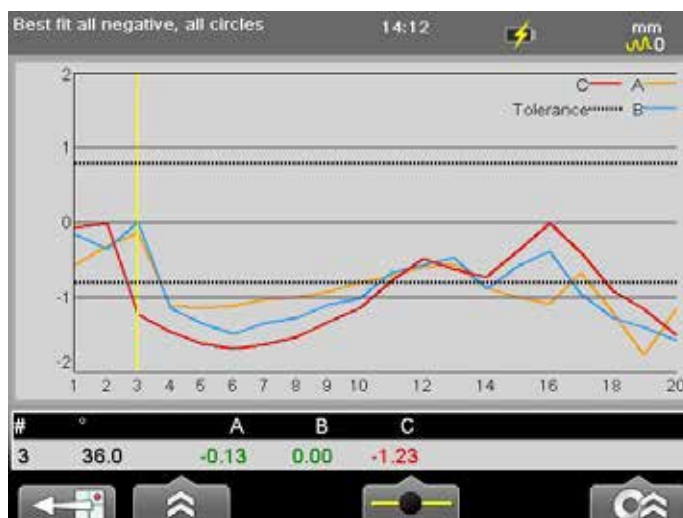 Best fit all negative, all circles 14:12 mm
0
2
C A
Tolerance B
1
0
-1
-2
1 2 3 4 5 6 7 8 9 10 12 14 16 18 20
# ° A B C
3 36.0 -0.13 0.00 -1.23